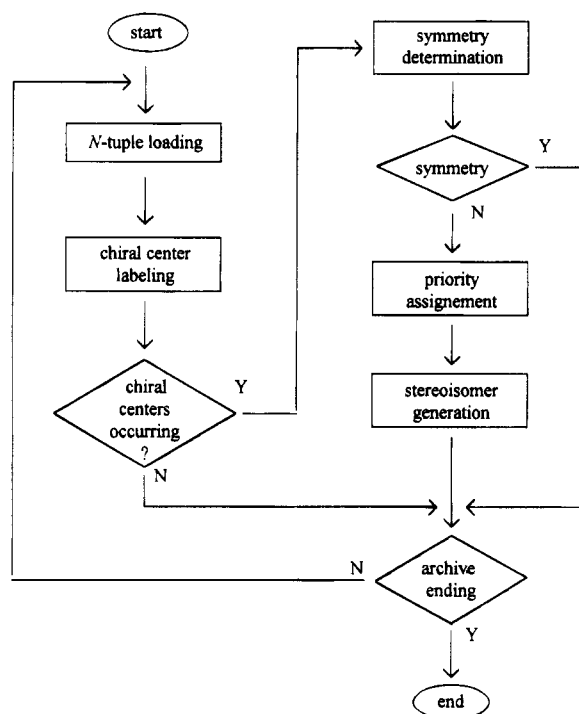 start
N-tuple loading
chiral center
labeling
chiral
centers
occurring
?
Y
N
symmetry
determination
symmetry
Y
N
priority
assignement
stereoisomer
generation
archive
ending
N
Y
end